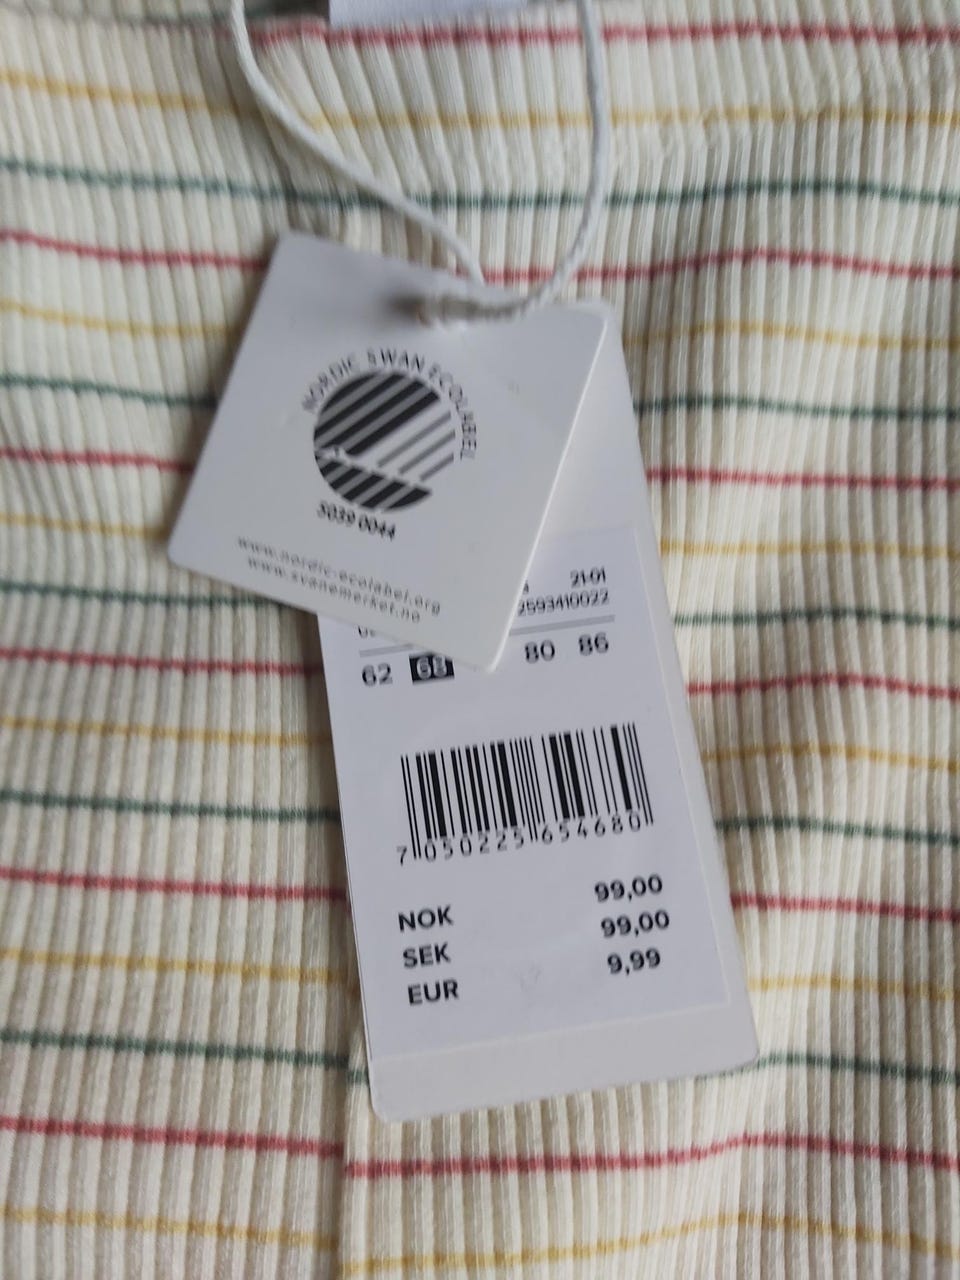 NORDIC SWAN ECOLABEL
5039 0044
www.nordic-ecolabel.org
www.svanemerket.no
21-01
2593410022
62 68 80 86
7 050225 654680
NOK 99,00
SEK 99,00
EUR 9,99